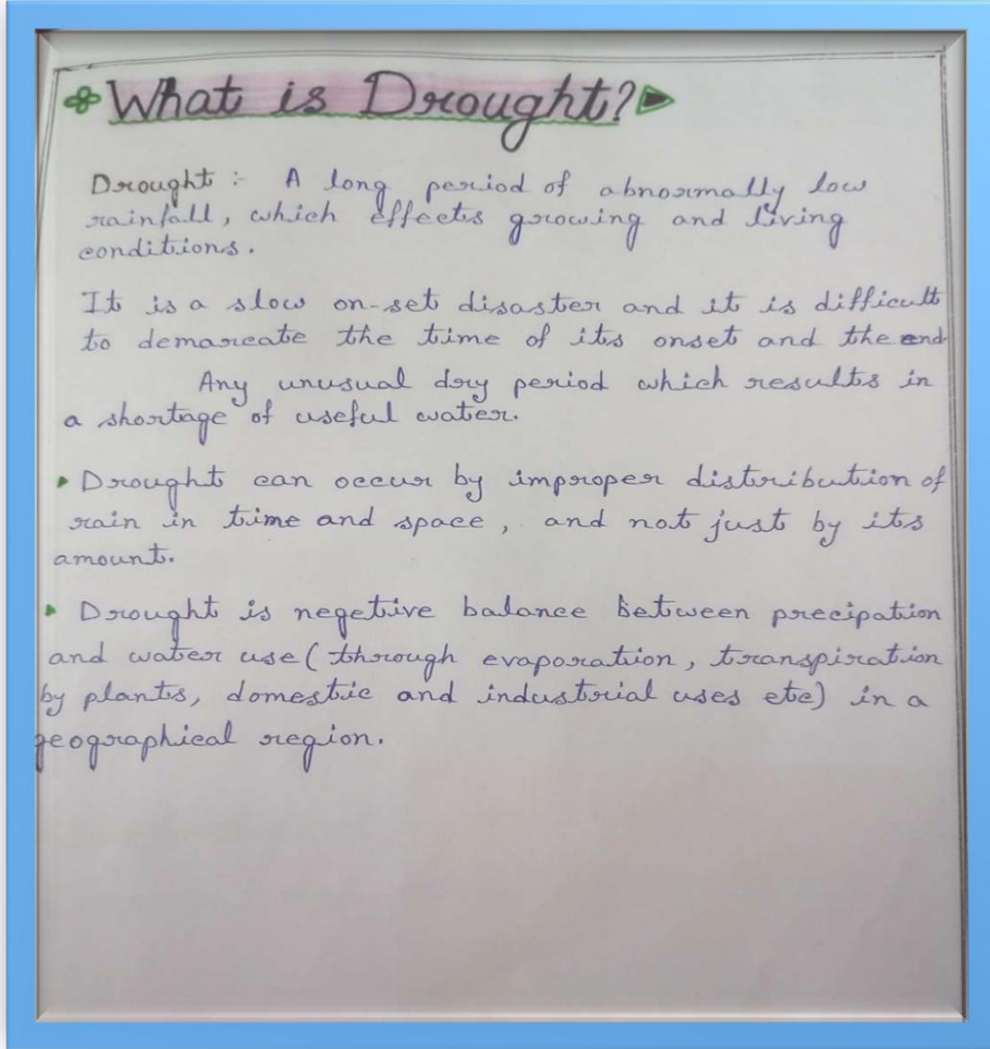 What is Drought?
Drought :- A long period of abnormally low
rainfall, which effects growing and living
conditions.
It is a slow on-set disaster and it is difficult
to demarcate the time of its onset and the end.
Any unusual dry period which results in
a shortage of useful water.
Drought can occur by improper distribution of
rain in time and space, and not just by its
amount.
Drought is negetive balance between precipation
and water use (through evaporation, transpiration
by plants, domestic and industrial uses etc) in a
geographical region.